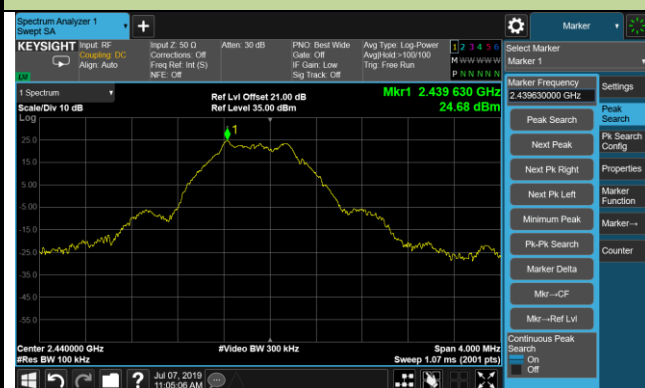 Spectrum Analyzer 1
Swept SA
Marker
KEYSIGHT
Input: RF
Coupling: DC
Align: Auto
Input Z: 50 Ω
Corrections: Off
Freq Ref: Int (S)
NFE: Off
Atten: 30 dB
PNO: Best Wide
Gate: Off
IF Gain: Low
Sig Track: Off
Avg Type: Log-Power
Avg|Hold:>100/100
Trig: Free Run
1 2 3 4 5 6
M W W W W W
P N N N N N
LVI
Select Marker
Marker 1
1 Spectrum
Scale/Div 10 dB
Log
Ref Lvl Offset 21.00 dB
Ref Level 35.00 dBm
Mkr1 2.439 630 GHz
24.68 dBm
25.0
15.0
5.00
-5.00
-15.0
-25.0
-35.0
-45.0
-55.0
1
Center 2.440000 GHz
#Res BW 100 kHz
#Video BW 300 kHz
Span 4.000 MHz
Sweep 1.07 ms (2001 pts)
Marker Frequency
2.439630000 GHz
Peak Search
Next Peak
Next Pk Right
Next Pk Left
Minimum Peak
Pk-Pk Search
Marker Delta
Mkr→CF
Mkr→Ref Lvl
Continuous Peak
Search
On
Off
Settings
Peak
Search
Pk Search
Config
Properties
Marker
Function
Marker→
Counter
Jul 07, 2019
11:05:06 AM